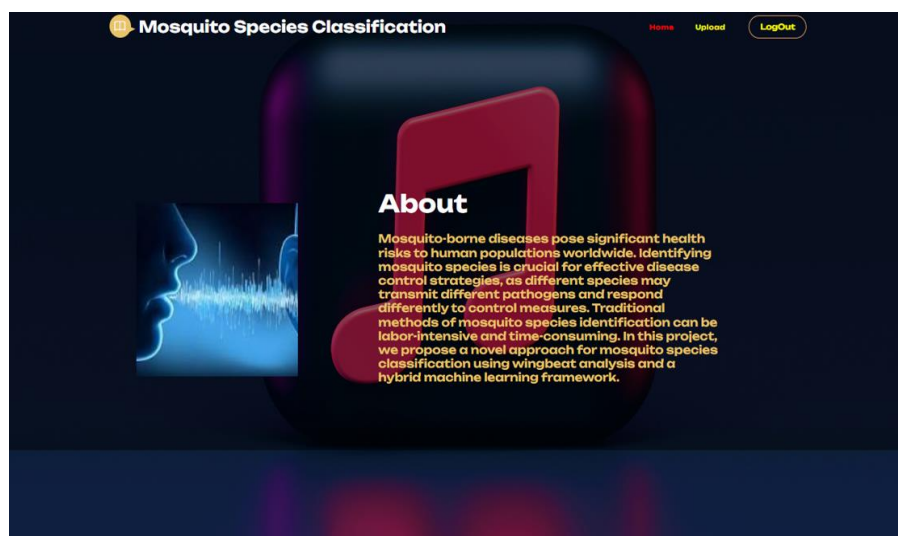 Mosquito Species Classification
Home
Upload
LogOut
About
Mosquito-borne diseases pose significant health
risks to human populations worldwide. Identifying
mosquito species is crucial for effective disease
control strategies, as different species may
transmit different pathogens and respond
differently to control measures. Traditional
methods of mosquito species identification can be
labor-intensive and time-consuming. In this project,
we propose a novel approach for mosquito species
classification using wingbeat analysis and a
hybrid machine learning framework.